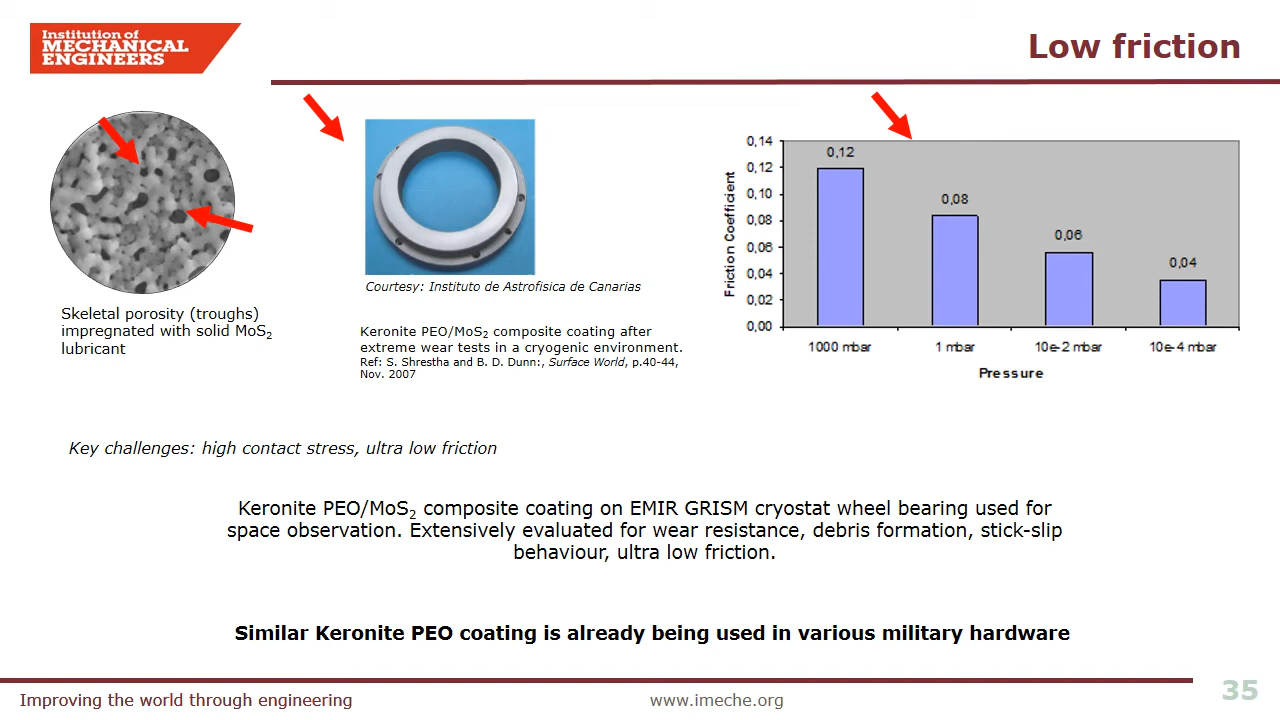 Institution of
MECHANICAL
ENGINEERS
Low friction
Skeletal porosity (troughs)
impregnated with solid MoS2
lubricant
Courtesy: Instituto de Astrofisica de Canarias
Keronite PEO/MoS2 composite coating after
extreme wear tests in a cryogenic environment.
Ref: S. Shrestha and B. D. Dunn:, Surface World, p.40-44,
Nov. 2007
Friction Coefficient
0,14
0,12
0,10
0,08
0,06
0,04
0,02
0,00
0,12
0,08
0,06
0,04
1000 mbar
1 mbar
10e-2 mbar
10e-4 mbar
Pressure
Key challenges: high contact stress, ultra low friction
Keronite PEO/MoS2 composite coating on EMIR GRISM cryostat wheel bearing used for
space observation. Extensively evaluated for wear resistance, debris formation, stick-slip
behaviour, ultra low friction.
Similar Keronite PEO coating is already being used in various military hardware
Improving the world through engineering
www.imeche.org
35